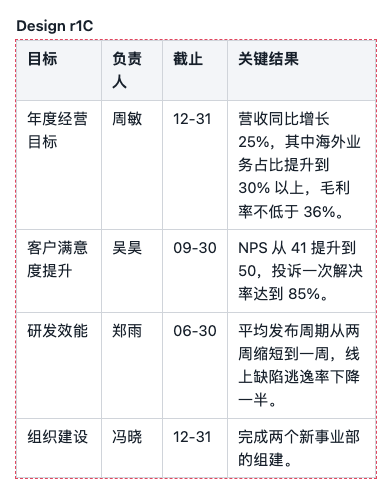 Design r1C
目标 负责人 截止 关键结果
年度经营目标 周敏 12-31 营收同比增长 25%，其中海外业务占比提升到 30% 以上，毛利率不低于 36%。
客户满意度提升 吴昊 09-30 NPS 从 41 提升到 50，投诉一次解决率达到 85%。
研发效能 郑雨 06-30 平均发布周期从两周缩短到一周，线上缺陷逃逸率下降一半。
组织建设 冯晓 12-31 完成两个新事业部的组建。